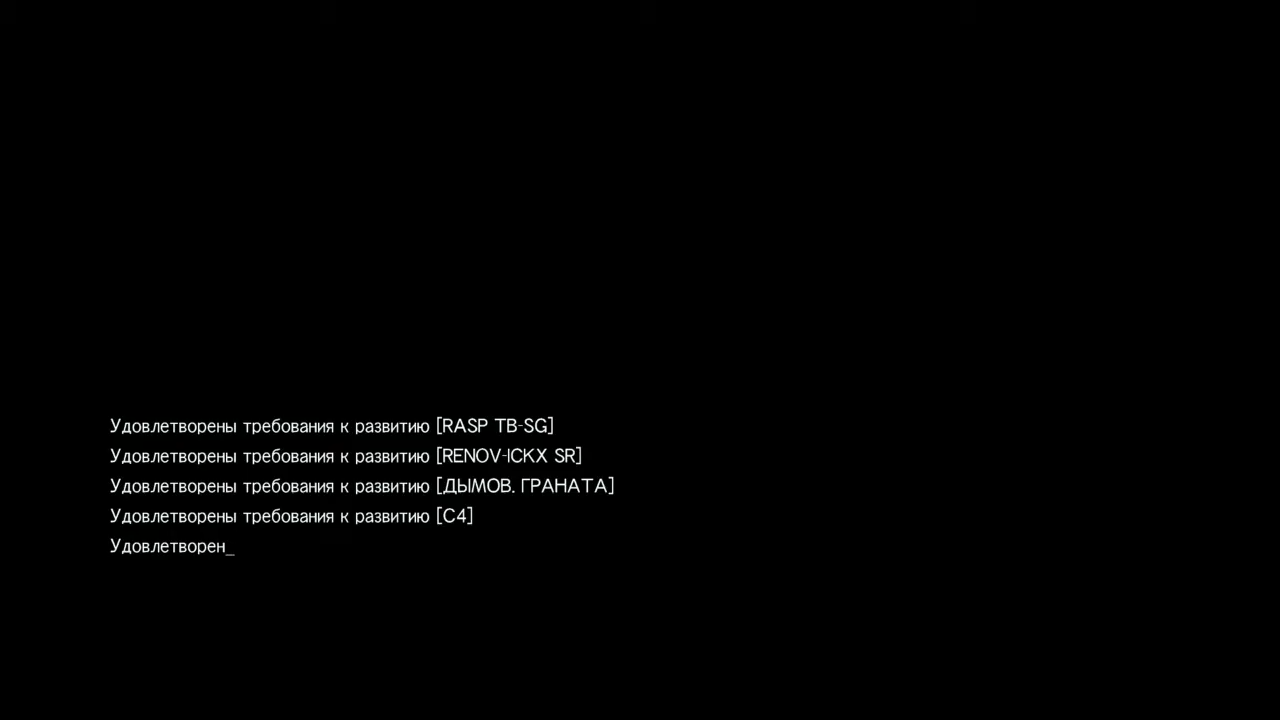 Удовлетворены требования к развитию [RASP TB-SG]
Удовлетворены требования к развитию [RENOV-ICKX SR]
Удовлетворены требования к развитию [ДЫМОВ. ГРАНАТА]
Удовлетворены требования к развитию [C4]
Удовлетворен_